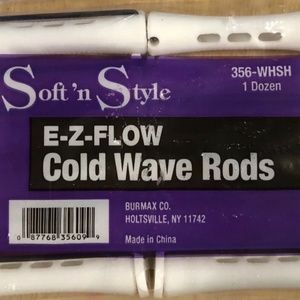 Soft 'n Style
356-WHSH
1 Dozen
E-Z-FLOW
Cold Wave Rods
BURMAX CO.
HOLTSVILLE, NY 11742
Made in China
0 87768 35609 9